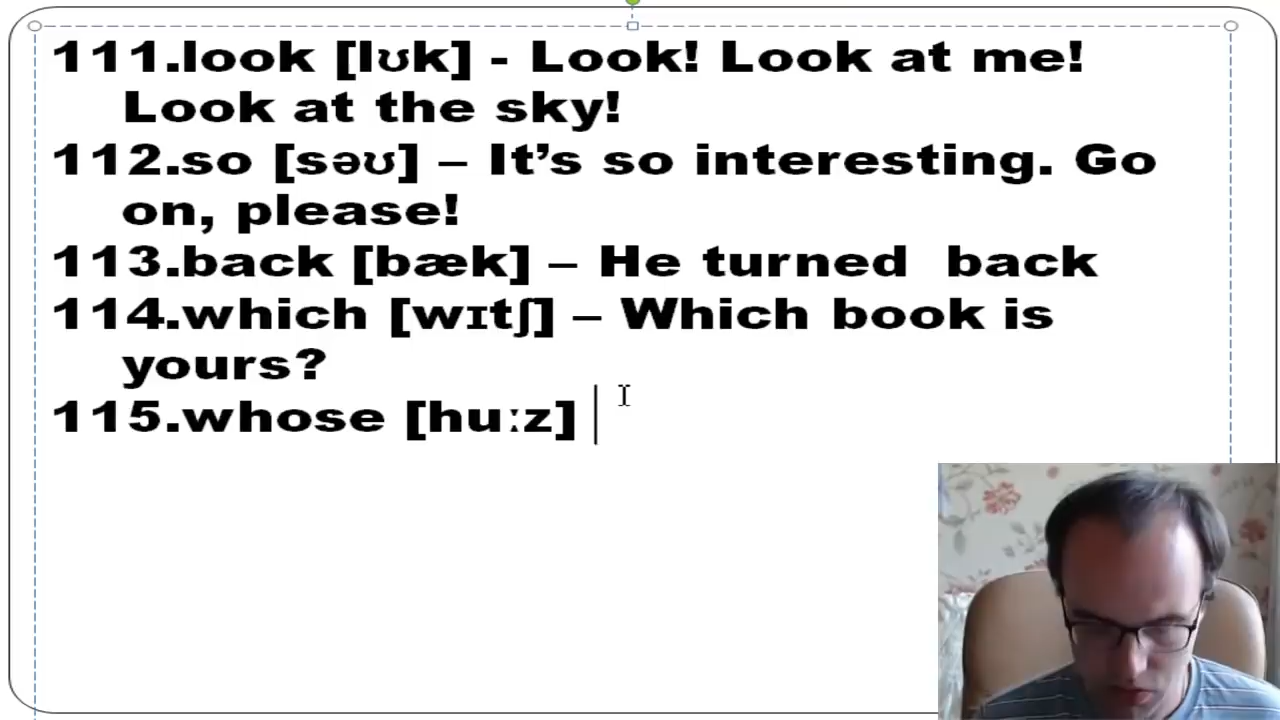 111.look [lʊk] - Look! Look at me!
Look at the sky!
112.so [səʊ] – It’s so interesting. Go
on, please!
113.back [bæk] – He turned  back
114.which [wɪtʃ] – Which book is
yours?
115.whose [huːz]